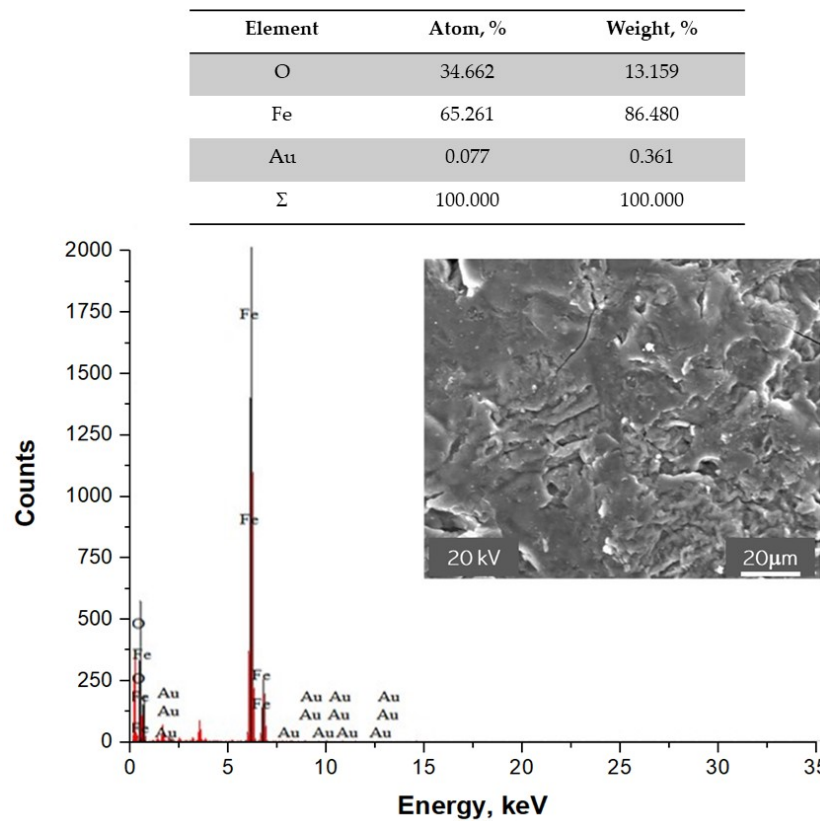 Element Atom, % Weight, %
O 34.662 13.159
Fe 65.261 86.480
Au 0.077 0.361
Σ 100.000 100.000
2000
1750
Fe
1500
1250
1000
Fe
750
20 kV 20μm
500
O
Fe
250
O Fe
Fe Au Au Au Au
Fe
Au Au Au Au
Fe Au Au Au Au Au
0
0 5 10 15 20 25 30 35
Counts
Energy, keV